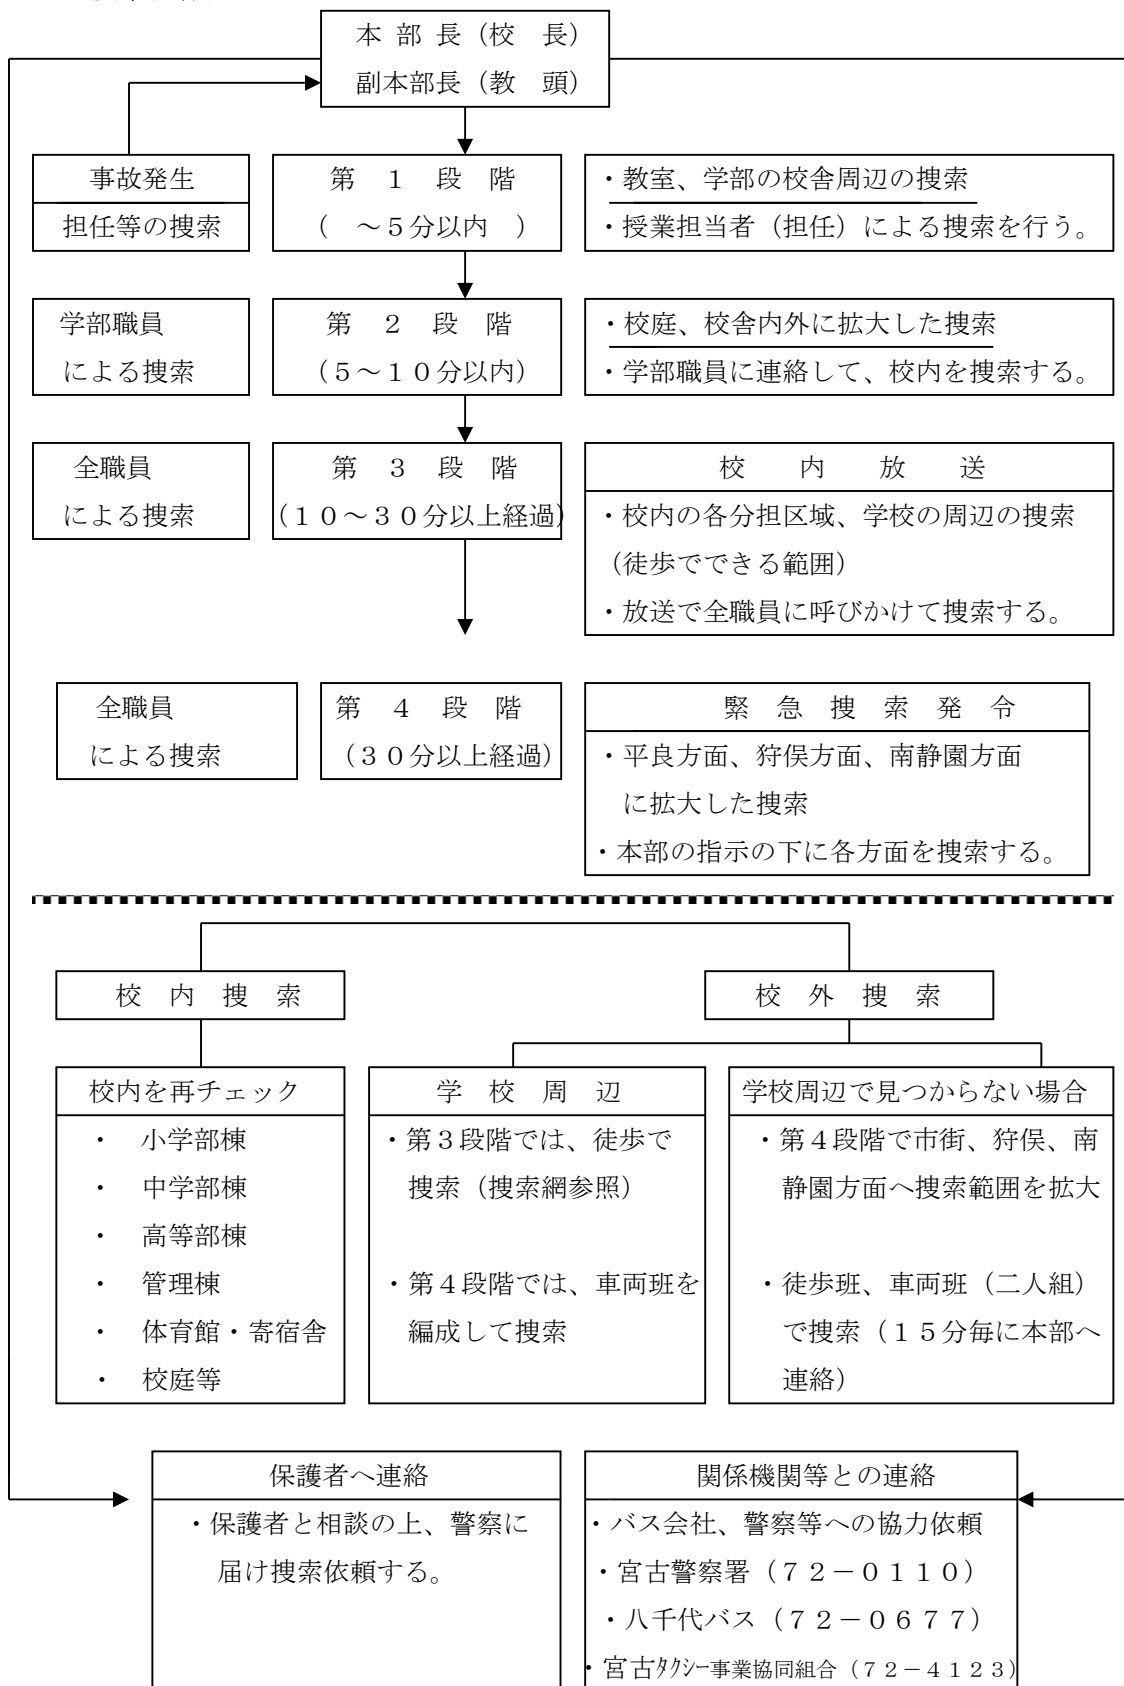 本 部 長（校　長）
副本部長（教　頭）
事故発生
担任等の捜索
第　１　段　階
（　～５分以内　）
・教室、学部の校舎周辺の捜索
・授業担当者（担任）による捜索を行う。
学部職員
による捜索
第　２　段　階
（５～１０分以内）
・校庭、校舎内外に拡大した捜索
・学部職員に連絡して、校内を捜索する。
全職員
による捜索
第　３　段　階
（１０～３０分以上経過）
校　内　放　送
・校内の各分担区域、学校の周辺の捜索
（徒歩でできる範囲）
・放送で全職員に呼びかけて捜索する。
全職員
による捜索
第　４　段　階
（３０分以上経過）
緊　急　捜　索　発　令
・平良方面、狩俣方面、南静園方面
に拡大した捜索
・本部の指示の下に各方面を捜索する。
校　内　捜　索
校　外　捜　索
校内を再チェック
・　小学部棟
・　中学部棟
・　高等部棟
・　管理棟
・　体育館・寄宿舎
・　校庭等
学　校　周　辺
・第３段階では、徒歩で
捜索（捜索網参照）
・第４段階では、車両班を
編成して捜索
学校周辺で見つからない場合
・第４段階で市街、狩俣、南
静園方面へ捜索範囲を拡大
・徒歩班、車両班（二人組）
で捜索（１５分毎に本部へ
連絡）
保護者へ連絡
・保護者と相談の上、警察に
届け捜索依頼する。
関係機関等との連絡
・バス会社、警察等への協力依頼
・宮古警察署（７２－０１１０）
・八千代バス（７２－０６７７）
・宮古ﾀｸｼｰ事業協同組合（７２－４１２３）